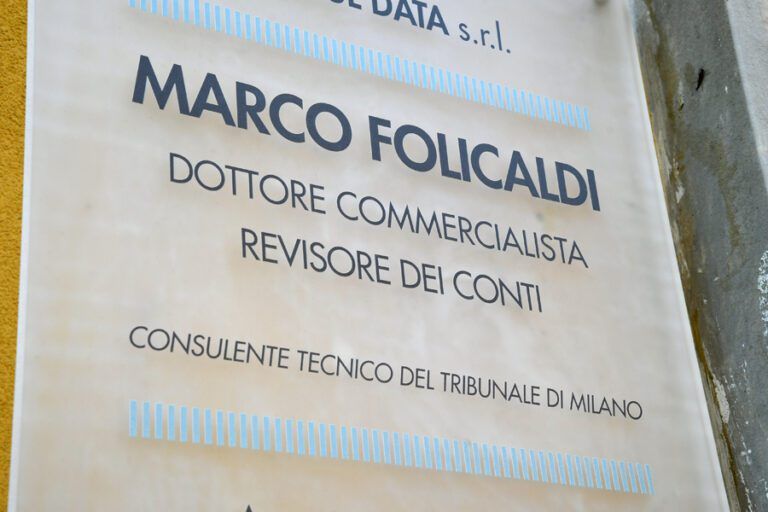 DATA s.r.l.
MARCO FOLICALDI
DOTTORE COMMERCIALISTA
REVISORE DEI CONTI
CONSULENTE TECNICO DEL TRIBUNALE DI MILANO